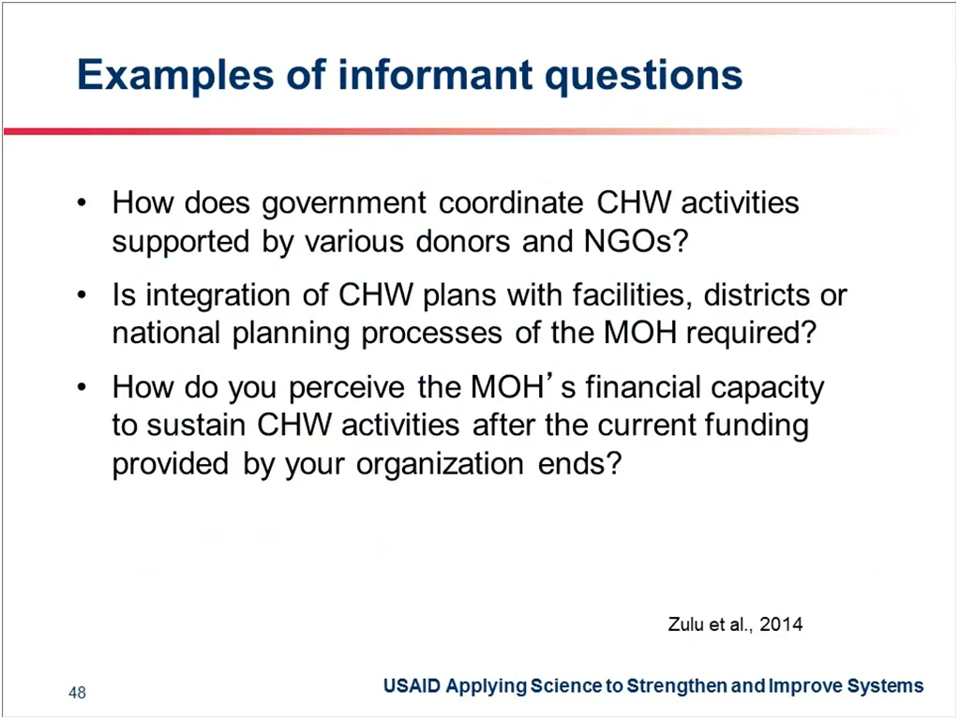 Examples of informant questions
• How does government coordinate CHW activities
supported by various donors and NGOs?
• Is integration of CHW plans with facilities, districts or
national planning processes of the MOH required?
• How do you perceive the MOH’s financial capacity
to sustain CHW activities after the current funding
provided by your organization ends?
Zulu et al., 2014
48
USAID Applying Science to Strengthen and Improve Systems